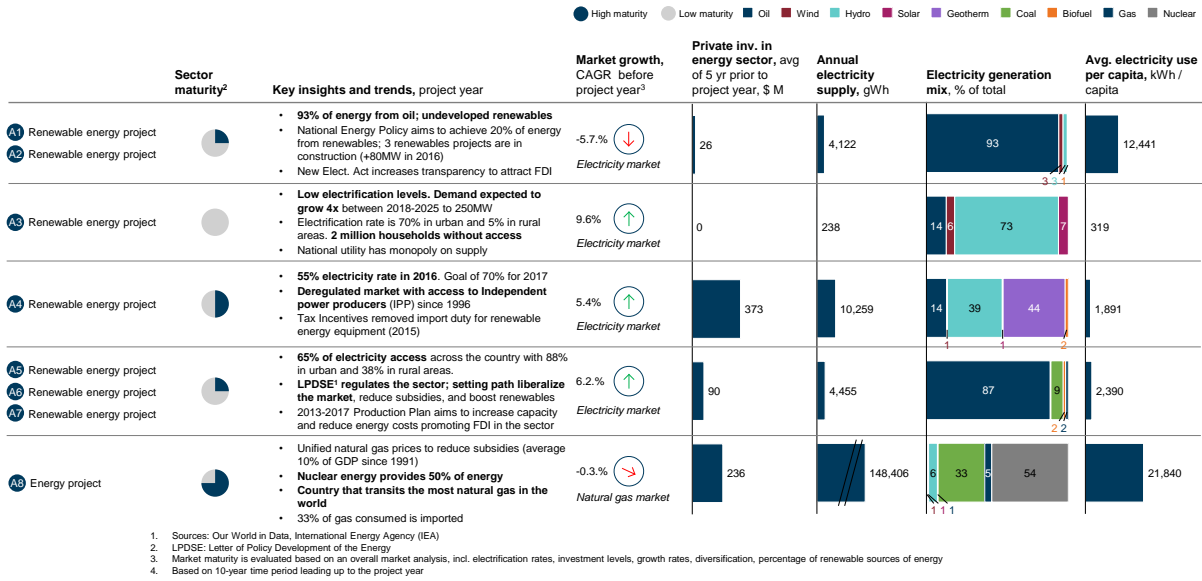 High maturity Low maturity Oil Wind Hydro Solar Geotherm Coal Biofuel Gas Nuclear
Sector
maturity2
Key insights and trends, project year
Market growth,
CAGR before
project year3
Private inv. in
energy sector, avg
of 5 yr prior to
project year, $ M
Annual
electricity
supply, gWh
Electricity generation
mix, % of total
Avg. electricity use
per capita, kWh /
capita
A1 Renewable energy project
A2 Renewable energy project
• 93% of energy from oil; undeveloped renewables
• National Energy Policy aims to achieve 20% of energy
from renewables; 3 renewables projects are in
construction (+80MW in 2016)
• New Elect. Act increases transparency to attract FDI
-5.7.%
Electricity market
26
4,122
93
3 3 1
12,441
A3 Renewable energy project
• Low electrification levels. Demand expected to
grow 4x between 2018-2025 to 250MW
• Electrification rate is 70% in urban and 5% in rural
areas. 2 million households without access
• National utility has monopoly on supply
9.6%
Electricity market
0
238
14 6 73 7
319
A4 Renewable energy project
• 55% electricity rate in 2016. Goal of 70% for 2017
• Deregulated market with access to Independent
power producers (IPP) since 1996
• Tax Incentives removed import duty for renewable
energy equipment (2015)
5.4%
Electricity market
373
10,259
14 39 44
1 1 2
1,891
A5 Renewable energy project
A6 Renewable energy project
A7 Renewable energy project
• 65% of electricity access across the country with 88%
in urban and 38% in rural areas.
• LPDSE1 regulates the sector; setting path liberalize
the market, reduce subsidies, and boost renewables
• 2013-2017 Production Plan aims to increase capacity
and reduce energy costs promoting FDI in the sector
6.2.%
Electricity market
90
4,455
87 9
2 2
2,390
A8 Energy project
• Unified natural gas prices to reduce subsidies (average
10% of GDP since 1991)
• Nuclear energy provides 50% of energy
• Country that transits the most natural gas in the
world
• 33% of gas consumed is imported
-0.3.%
Natural gas market
236
148,406
6 33 5 54
1 1 1
21,840
1. Sources: Our World in Data, International Energy Agency (IEA)
2. LPDSE: Letter of Policy Development of the Energy
3. Market maturity is evaluated based on an overall market analysis, incl. electrification rates, investment levels, growth rates, diversification, percentage of renewable sources of energy
4. Based on 10-year time period leading up to the project year